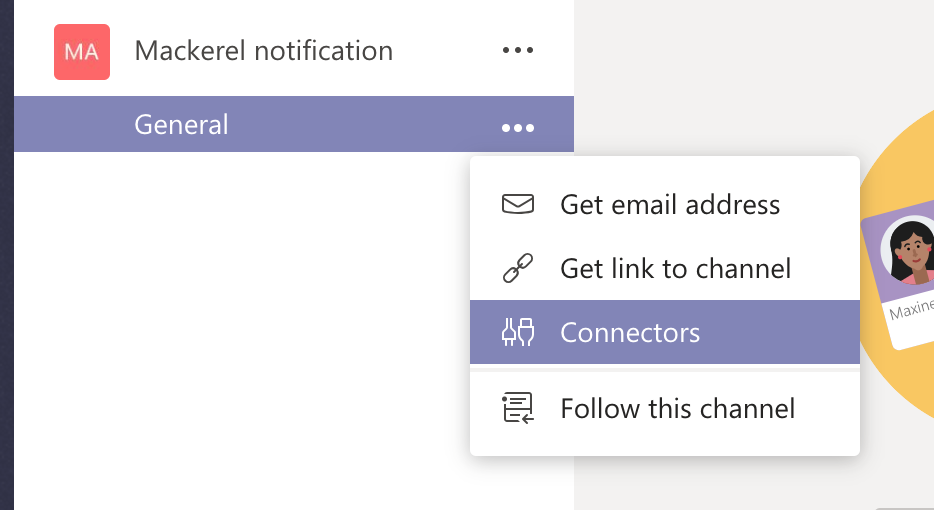 MA Mackerel notification
General
Get email address
Get link to channel
Connectors
Follow this channel
Maxine